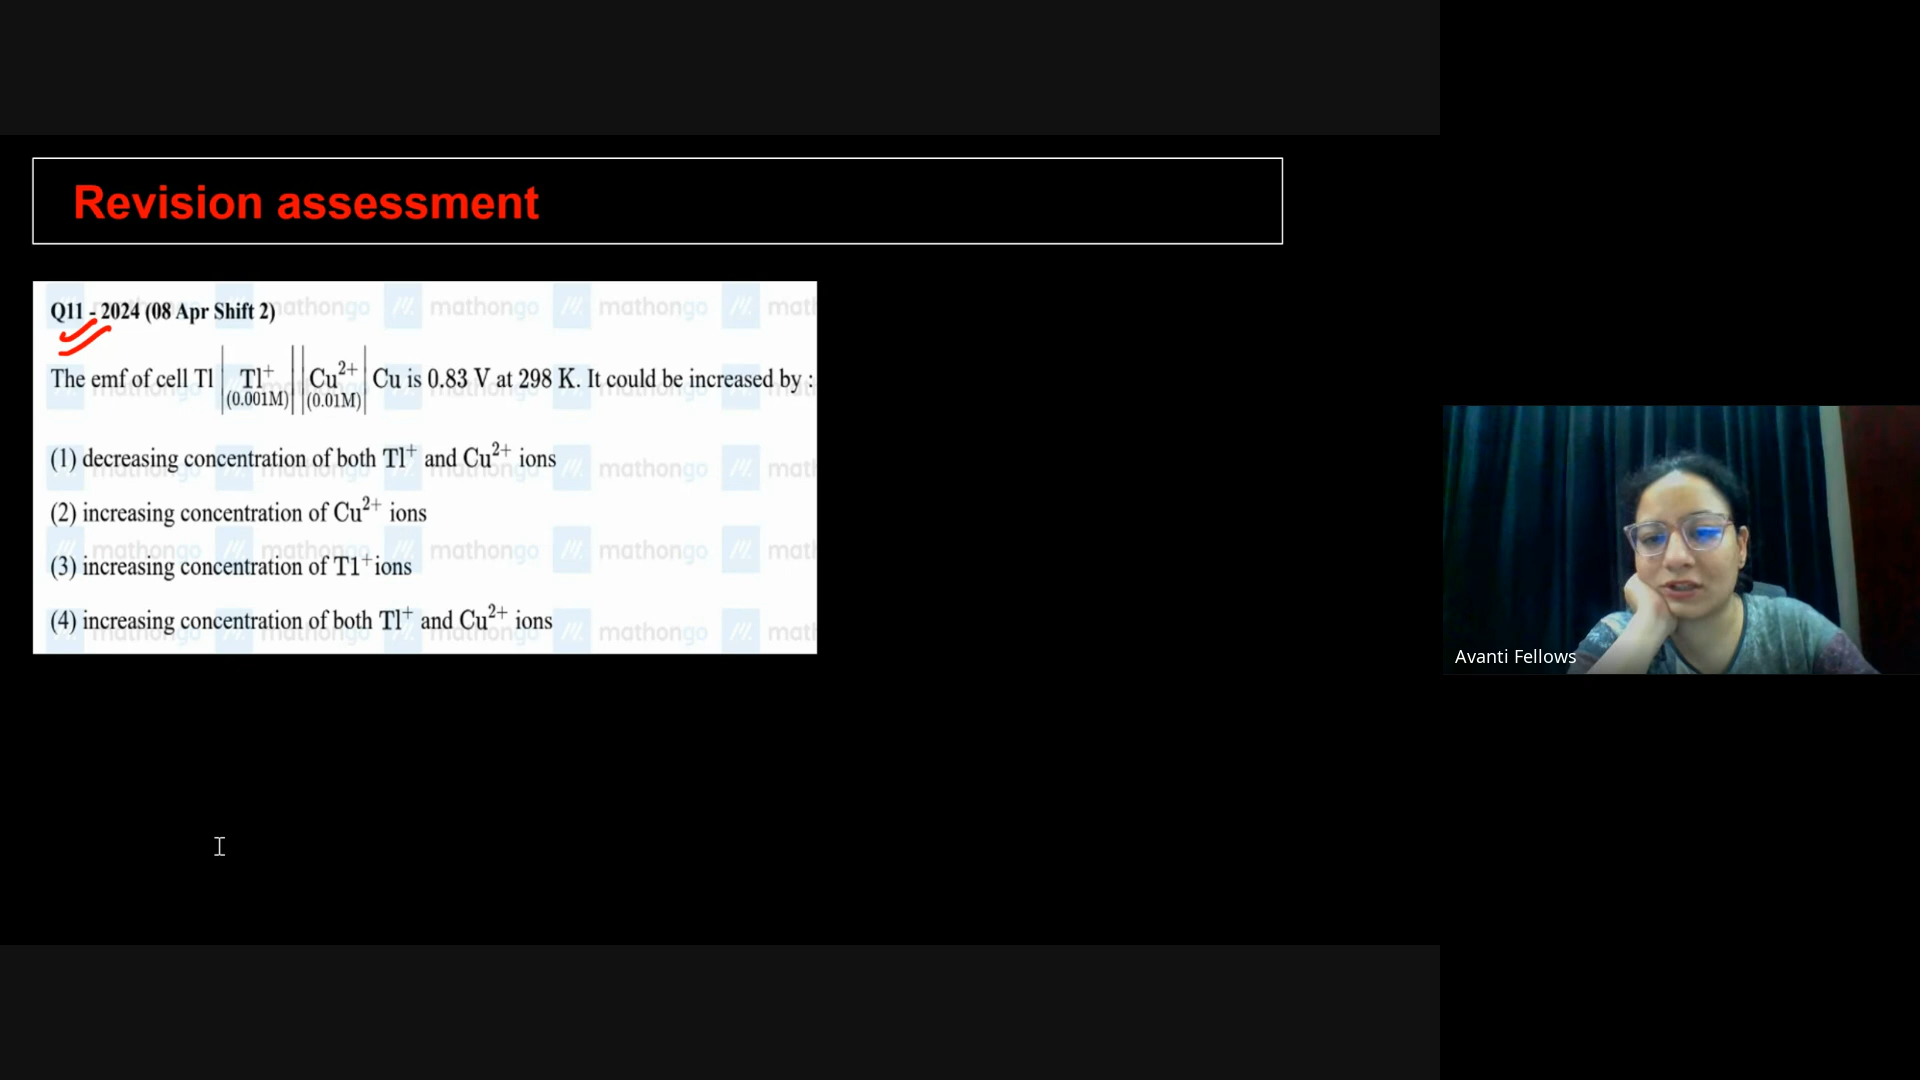 Revision assessment
Q11 - 2024 (08 Apr Shift 2)
The emf of cell Tl | Tl⁺ (0.001M) || Cu²⁺ (0.01M) | Cu is 0.83 V at 298 K. It could be increased by :
(1) decreasing concentration of both Tl⁺ and Cu²⁺ ions
(2) increasing concentration of Cu²⁺ ions
(3) increasing concentration of T1⁺ions
(4) increasing concentration of both Tl⁺ and Cu²⁺ ions
Avanti Fellows